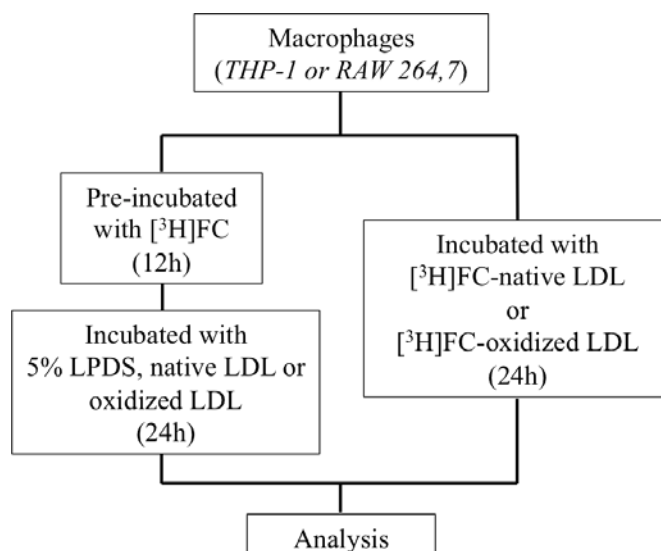 Macrophages
(THP-1 or RAW 264,7)
Pre-incubated
with [³H]FC
(12h)
Incubated with
5% LPDS, native LDL or
oxidized LDL
(24h)
Incubated with
[³H]FC-native LDL
or
[³H]FC-oxidized LDL
(24h)
Analysis